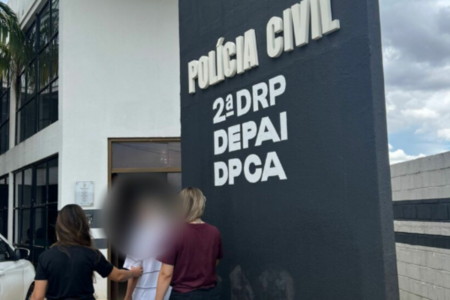 POLÍCIA CIVIL
2ª DRP
DEPAI
DPCA